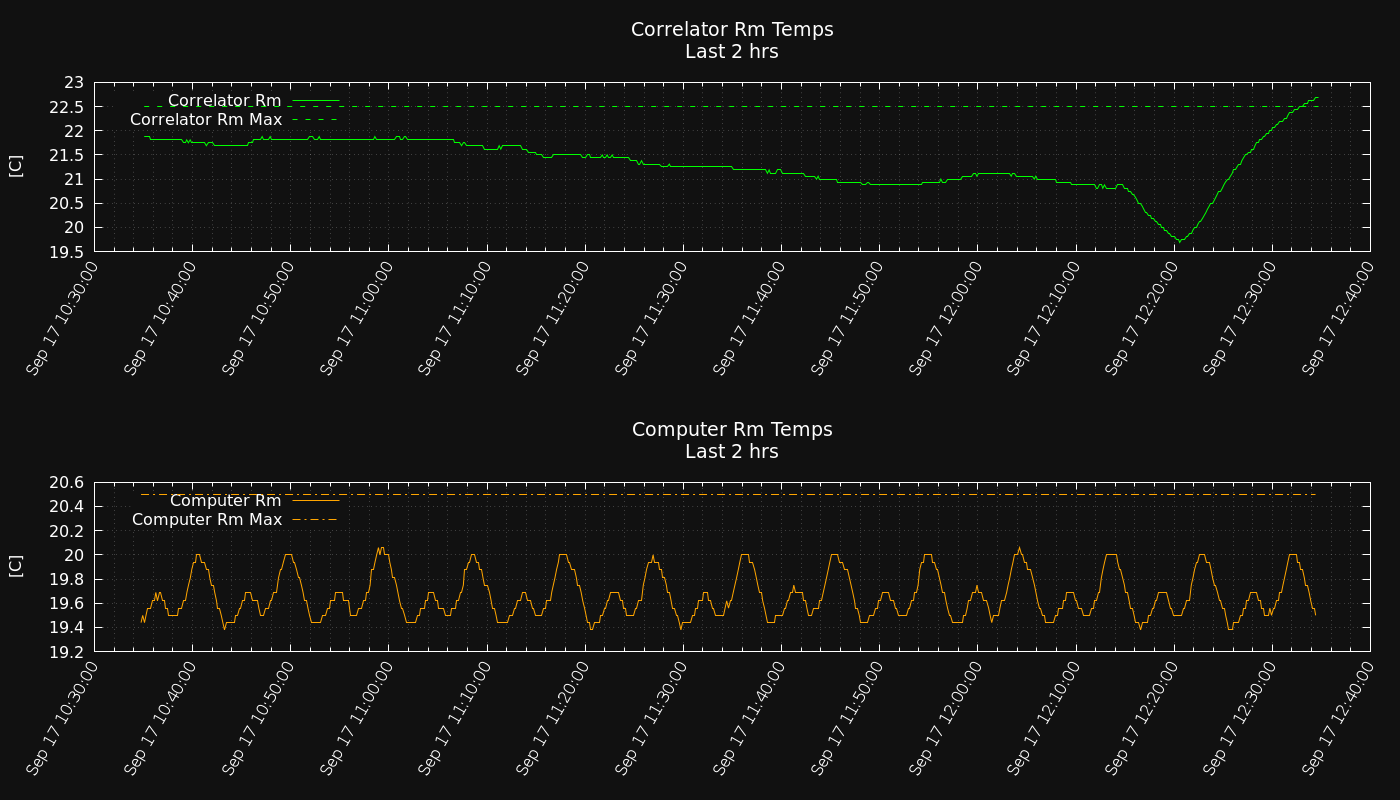 Correlator Rm Temps
Last 2 hrs
[C]
23
22.5
22
21.5
21
20.5
20
19.5
Correlator Rm
Correlator Rm Max
Sep 17 10:30:00
Sep 17 10:40:00
Sep 17 10:50:00
Sep 17 11:00:00
Sep 17 11:10:00
Sep 17 11:20:00
Sep 17 11:30:00
Sep 17 11:40:00
Sep 17 11:50:00
Sep 17 12:00:00
Sep 17 12:10:00
Sep 17 12:20:00
Sep 17 12:30:00
Sep 17 12:40:00
Computer Rm Temps
Last 2 hrs
[C]
20.6
20.4
20.2
20
19.8
19.6
19.4
19.2
Computer Rm
Computer Rm Max
Sep 17 10:30:00
Sep 17 10:40:00
Sep 17 10:50:00
Sep 17 11:00:00
Sep 17 11:10:00
Sep 17 11:20:00
Sep 17 11:30:00
Sep 17 11:40:00
Sep 17 11:50:00
Sep 17 12:00:00
Sep 17 12:10:00
Sep 17 12:20:00
Sep 17 12:30:00
Sep 17 12:40:00